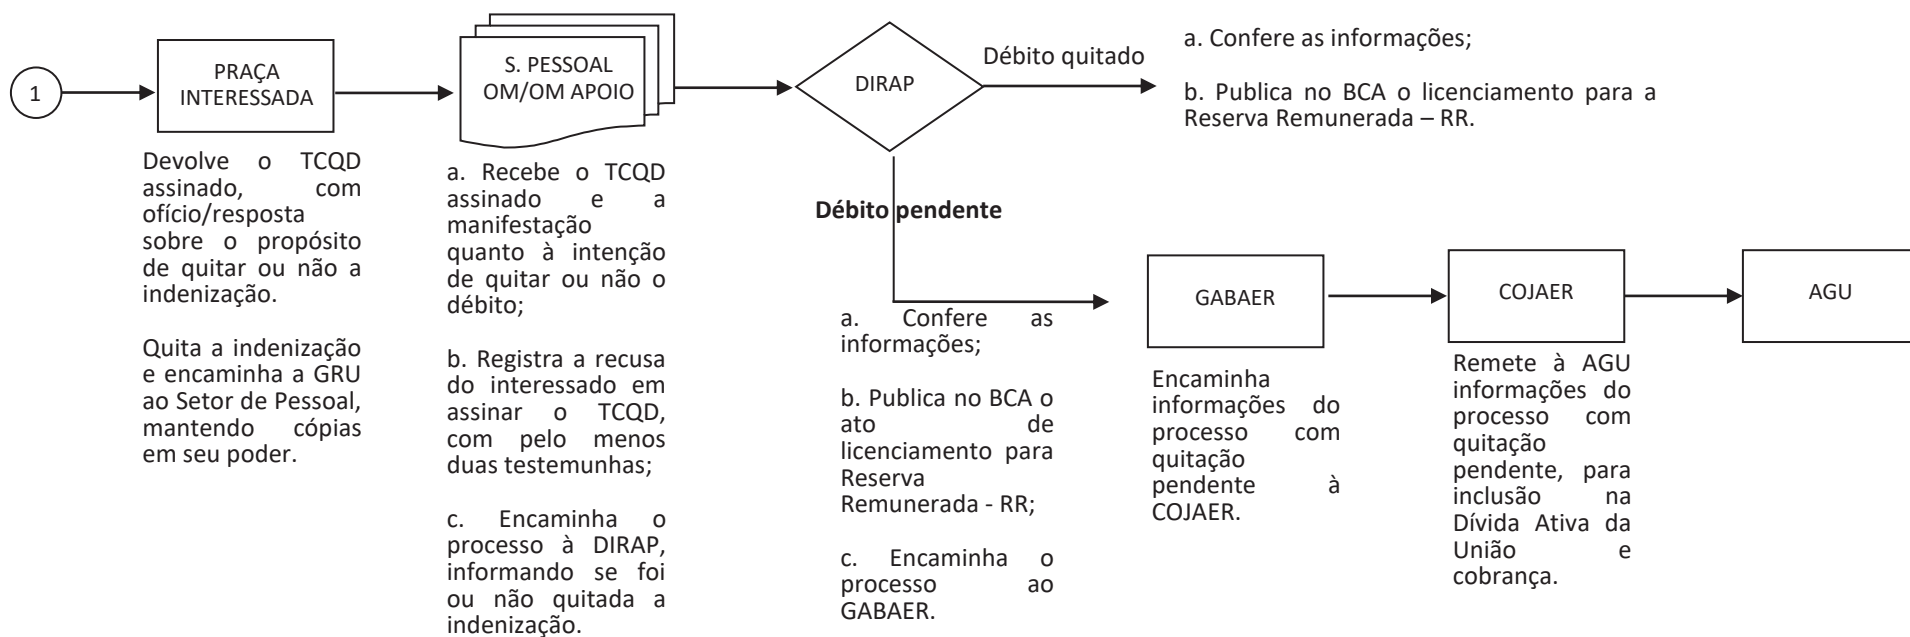 1
PRAÇA
INTERESSADA
Devolve o TCQD
assinado, com
ofício/resposta
sobre o propósito
de quitar ou não a
indenização.
Quita a indenização
e encaminha a GRU
ao Setor de Pessoal,
mantendo cópias
em seu poder.
S. PESSOAL
OM/OM APOIO
a. Recebe o TCQD
assinado e a
manifestação
quanto à intenção
de quitar ou não o
débito;
b. Registra a recusa
do interessado em
assinar o TCQD,
com pelo menos
duas testemunhas;
c. Encaminha o
processo à DIRAP,
informando se foi
ou não quitada a
indenização.
DIRAP
Débito quitado
a. Confere as informações;
b. Publica no BCA o licenciamento para a
Reserva Remunerada – RR.
Débito pendente
a. Confere as
informações;
b. Publica no BCA o
ato de
licenciamento para
Reserva
Remunerada - RR;
c. Encaminha o
processo ao
GABAER.
GABAER
Encaminha
informações do
processo com
quitação
pendente à
COJAER.
COJAER
Remete à AGU
informações do
processo com
quitação
pendente, para
inclusão na
Dívida Ativa da
União e
cobrança.
AGU